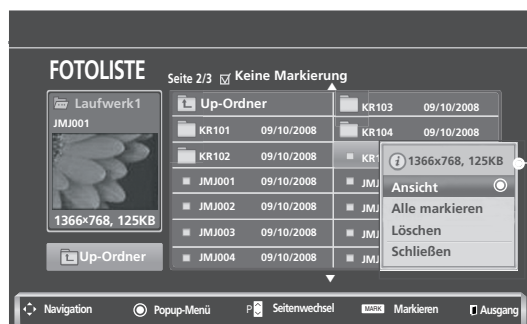 FOTOLISTE
Seite 2/3 Keine Markierung
Laufwerk1
JMJ001
1366×768, 125KB
Up-Ordner
Up-Ordner
KR101 09/10/2008
KR102 09/10/2008
JMJ001 09/10/2008
JMJ002 09/10/2008
JMJ003 09/10/2008
JMJ004 09/10/2008
KR103 09/10/2008
KR104 09/10/2008
1366x768, 125KB
Ansicht
Alle markieren
Löschen
Schließen
Navigation Popup-Menü P Seitenwechsel MARK Markieren Ausgang